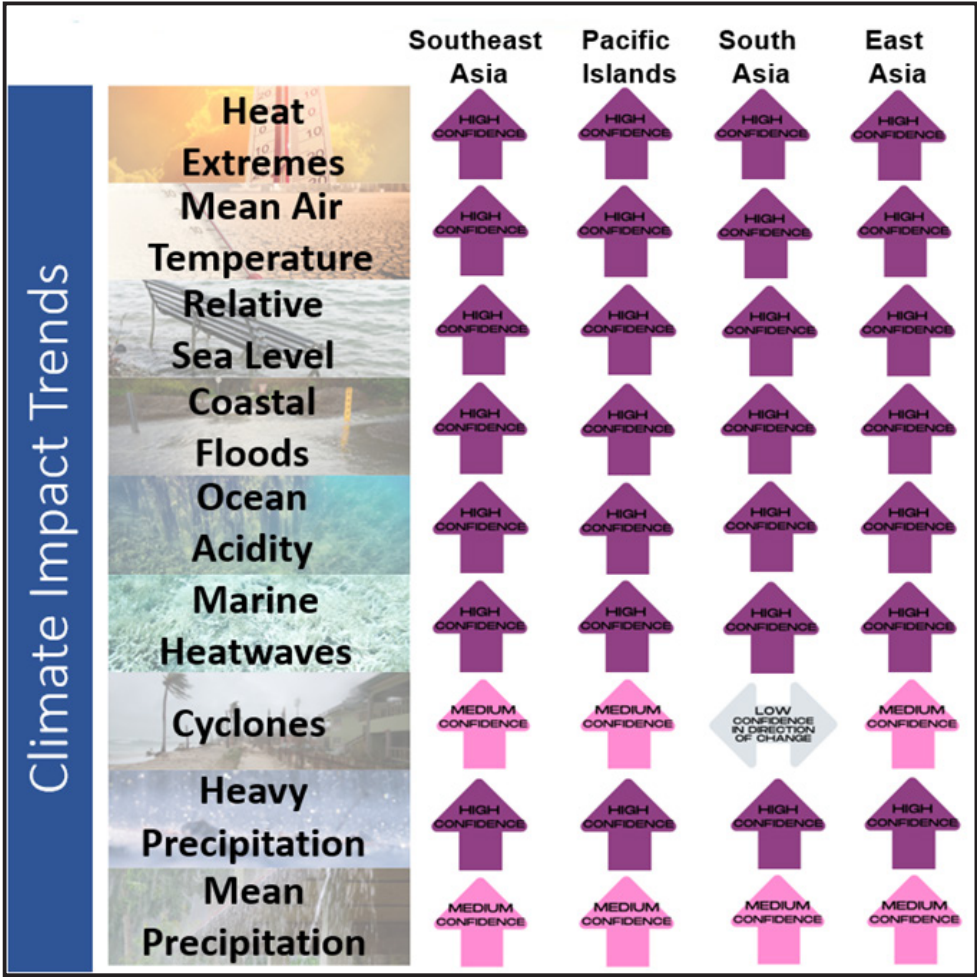 Southeast Asia
Pacific Islands
South Asia
East Asia
Climate Impact Trends
Heat Extremes
HIGH CONFIDENCE
HIGH CONFIDENCE
HIGH CONFIDENCE
HIGH CONFIDENCE
Mean Air Temperature
HIGH CONFIDENCE
HIGH CONFIDENCE
HIGH CONFIDENCE
HIGH CONFIDENCE
Relative Sea Level
HIGH CONFIDENCE
HIGH CONFIDENCE
HIGH CONFIDENCE
HIGH CONFIDENCE
Coastal Floods
HIGH CONFIDENCE
HIGH CONFIDENCE
HIGH CONFIDENCE
HIGH CONFIDENCE
Ocean Acidity
HIGH CONFIDENCE
HIGH CONFIDENCE
HIGH CONFIDENCE
HIGH CONFIDENCE
Marine Heatwaves
HIGH CONFIDENCE
HIGH CONFIDENCE
HIGH CONFIDENCE
HIGH CONFIDENCE
Cyclones
MEDIUM CONFIDENCE
MEDIUM CONFIDENCE
LOW CONFIDENCE IN DIRECTION OF CHANGE
MEDIUM CONFIDENCE
Heavy Precipitation
HIGH CONFIDENCE
HIGH CONFIDENCE
HIGH CONFIDENCE
HIGH CONFIDENCE
Mean Precipitation
MEDIUM CONFIDENCE
MEDIUM CONFIDENCE
MEDIUM CONFIDENCE
MEDIUM CONFIDENCE